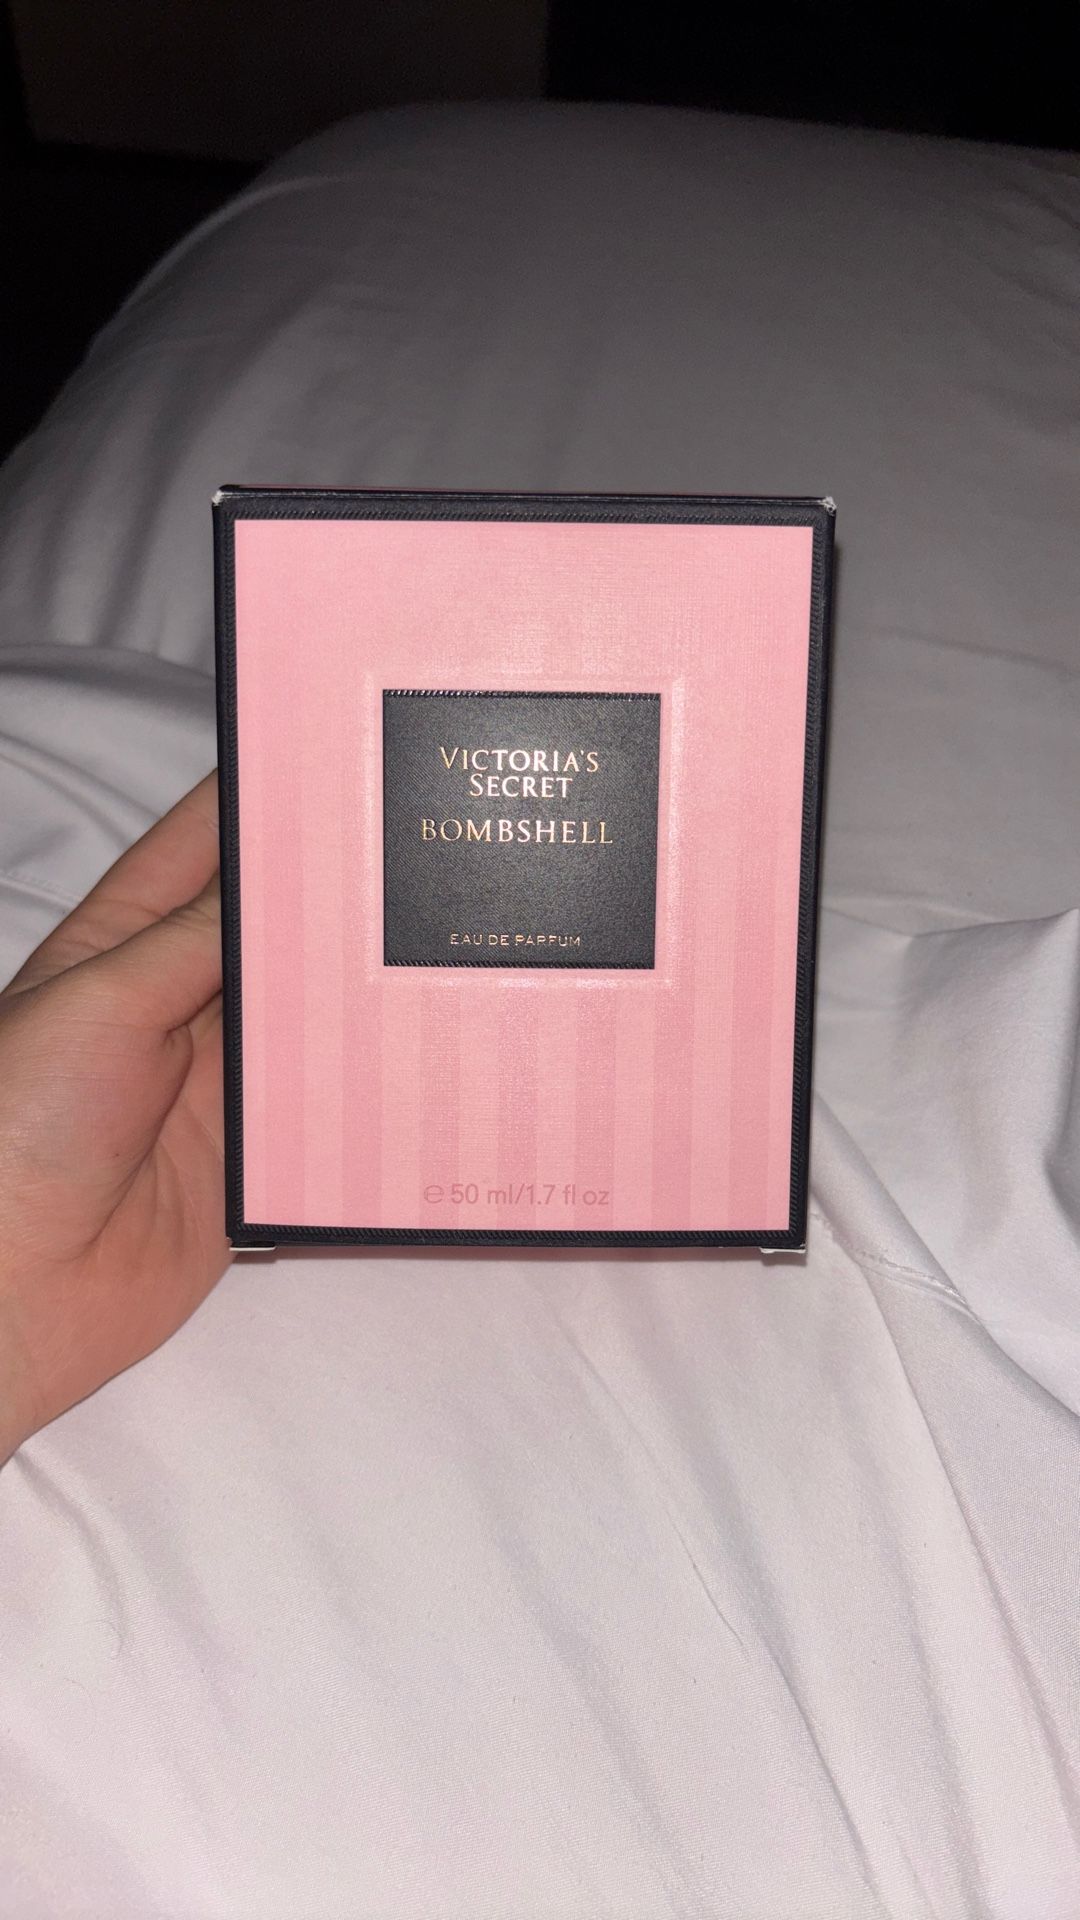 VICTORIA'S
SECRET
BOMBSHELL
EAU DE PARFUM
℮ 50 ml/1.7 fl oz